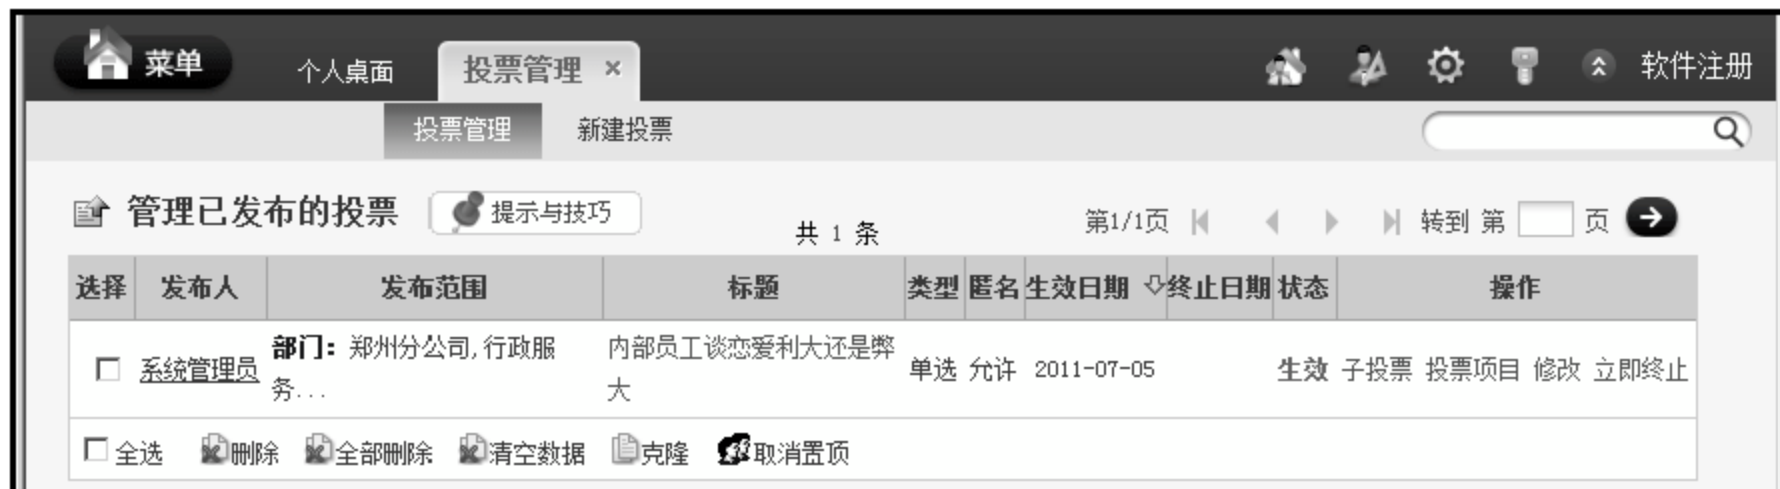 菜单 个人桌面 投票管理 × 软件注册
投票管理 新建投票
管理已发布的投票 提示与技巧 共 1 条 第1/1页 转到 第 页
选择 发布人 发布范围 标题 类型 匿名 生效日期 终止日期 状态 操作
系统管理员 部门：郑州分公司,行政服 内部员工谈恋爱利大还是弊 单选 允许 2011-07-05 生效 子投票 投票项目 修改 立即终止
务... 大
全选 删除 全部删除 清空数据 克隆 取消置顶